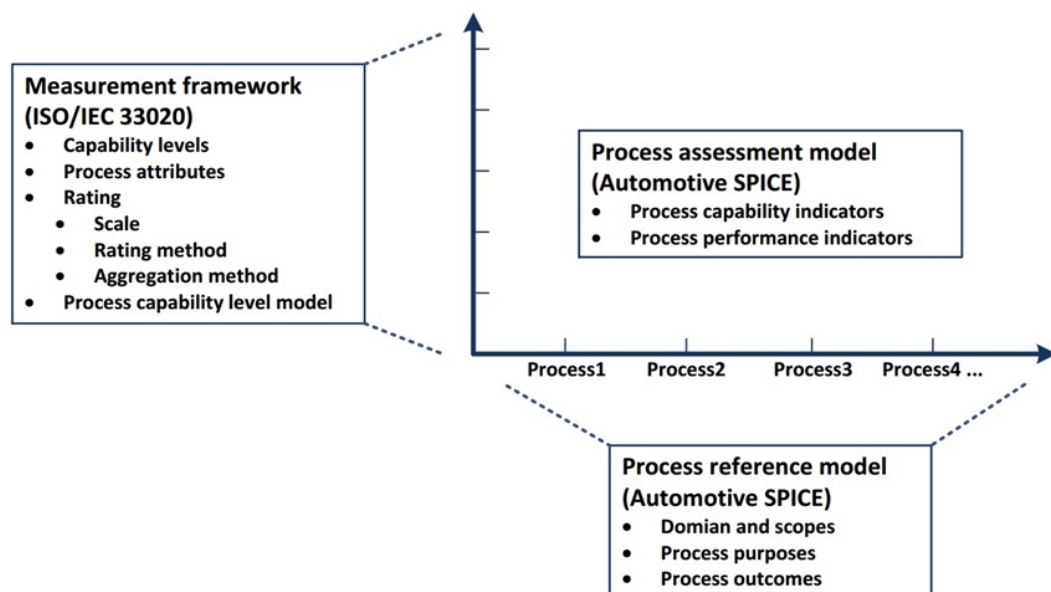 Measurement framework
(ISO/IEC 33020)
• Capability levels
• Process attributes
• Rating
• Scale
• Rating method
• Aggregation method
• Process capability level model
Process assessment model
(Automotive SPICE)
• Process capability indicators
• Process performance indicators
Process1 Process2 Process3 Process4 ...
Process reference model
(Automotive SPICE)
• Domian and scopes
• Process purposes
• Process outcomes